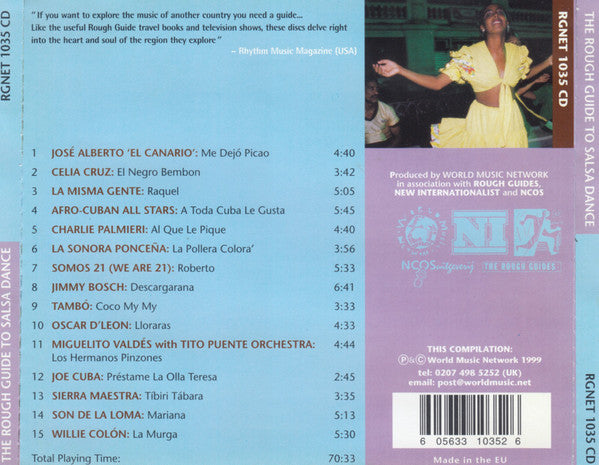 RGNET 1035 CD
THE ROUGH GUIDE TO SALSA DANCE
"If you want to explore the music of another country you need a guide...
Like the useful Rough Guide travel books and television shows, these discs delve right
into the heart and soul of the region they explore"
– Rhythm Music Magazine (USA)
1 JOSÉ ALBERTO 'EL CANARIO': Me Dejó Picao 4:40
2 CELIA CRUZ: El Negro Bembon 3:42
3 LA MISMA GENTE: Raquel 5:05
4 AFRO-CUBAN ALL STARS: A Toda Cuba Le Gusta 5:45
5 CHARLIE PALMIERI: Al Que Le Pique 4:40
6 LA SONORA PONCEÑA: La Pollera Colora' 3:56
7 SOMOS 21 (WE ARE 21): Roberto 5:33
8 JIMMY BOSCH: Descargarana 6:41
9 TAMBÓ: Coco My My 3:33
10 OSCAR D'LEON: Lloraras 4:33
11 MIGUELITO VALDÉS with TITO PUENTE ORCHESTRA: 4:44
Los Hermanos Pinzones
12 JOE CUBA: Préstame La Olla Teresa 2:45
13 SIERRA MAESTRA: Tíbiri Tábara 3:35
14 SON DE LA LOMA: Mariana 5:13
15 WILLIE COLÓN: La Murga 5:30
Total Playing Time: 70:33
RGNET 1035 CD
Produced by WORLD MUSIC NETWORK
in association with ROUGH GUIDES,
NEW INTERNATIONALIST and NCOS
NI
NCOSuitgeverij
THE ROUGH GUIDES
THIS COMPILATION:
℗&© World Music Network 1999
tel: 0207 498 5252 (UK)
email: post@worldmusic.net
6 05633 10352 6
Made in the EU
THE ROUGH GUIDE TO SALSA DANCE
RGNET 1035 CD